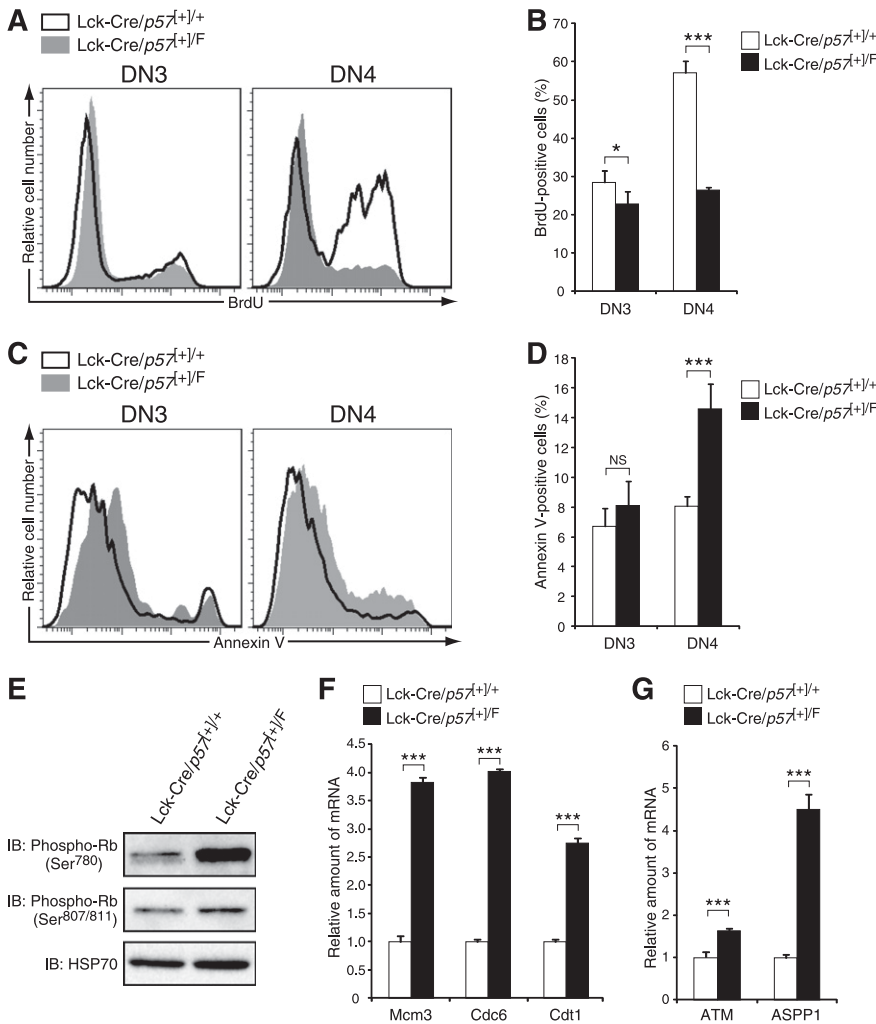 A
Lck-Cre/p57[+]/+
Lck-Cre/p57[+]/F
DN3
DN4
Relative cell number
BrdU
B
Lck-Cre/p57[+]/+
Lck-Cre/p57[+]/F
BrdU-positive cells (%)
70
60
50
40
30
20
10
0
*
***
DN3
DN4
C
Lck-Cre/p57[+]/+
Lck-Cre/p57[+]/F
DN3
DN4
Relative cell number
Annexin V
D
Lck-Cre/p57[+]/+
Lck-Cre/p57[+]/F
Annexin V-positive cells (%)
18
16
14
12
10
8
6
4
2
0
NS
***
DN3
DN4
E
Lck-Cre/p57[+]/+
Lck-Cre/p57[+]/F
IB: Phospho-Rb
(Ser780)
IB: Phospho-Rb
(Ser807/811)
IB: HSP70
F
Lck-Cre/p57[+]/+
Lck-Cre/p57[+]/F
Relative amount of mRNA
4.5
4.0
3.5
3.0
2.5
2.0
1.5
1.0
0.5
0
***
***
***
Mcm3
Cdc6
Cdt1
G
Lck-Cre/p57[+]/+
Lck-Cre/p57[+]/F
Relative amount of mRNA
6
5
4
3
2
1
0
***
***
ATM
ASPP1